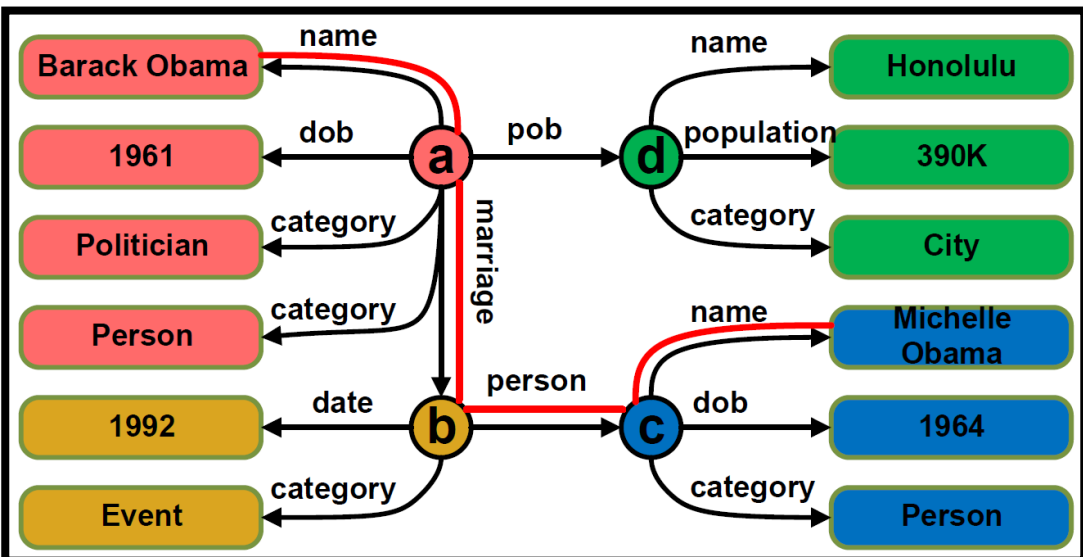 name
name
Barack Obama
Honolulu
dob
pob
population
1961
a
d
390K
category
category
Politician
marriage
City
category
name
Person
Michelle
Obama
person
date
dob
1992
b
c
1964
category
category
Event
Person